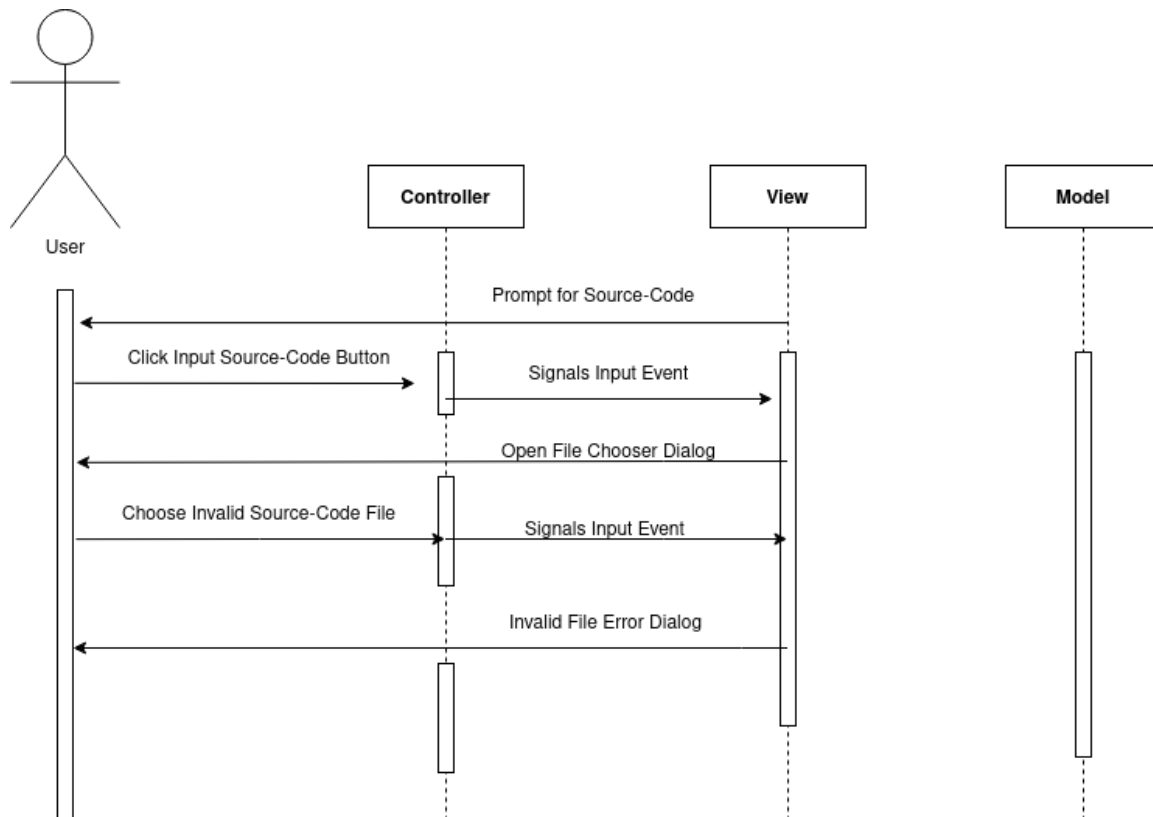 Controller
View
Model
User
Prompt for Source-Code
Click Input Source-Code Button
Signals Input Event
Open File Chooser Dialog
Choose Invalid Source-Code File
Signals Input Event
Invalid File Error Dialog